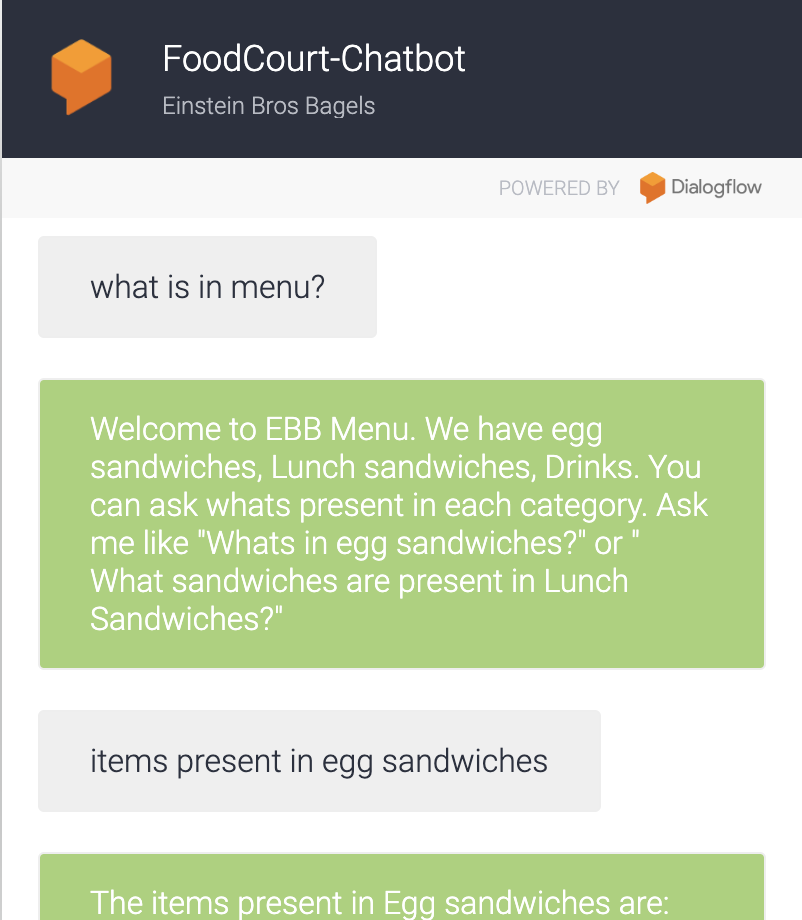 FoodCourt-Chatbot
Einstein Bros Bagels
POWERED BY Dialogflow
what is in menu?
Welcome to EBB Menu. We have egg
sandwiches, Lunch sandwiches, Drinks. You
can ask whats present in each category. Ask
me like "Whats in egg sandwiches?" or "
What sandwiches are present in Lunch
Sandwiches?"
items present in egg sandwiches
The items present in Egg sandwiches are: